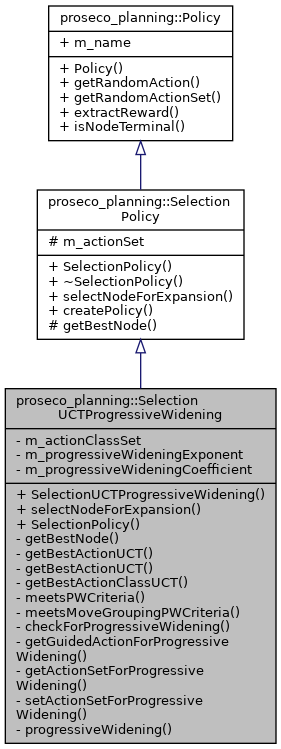 proseco_planning::Policy
+ m_name
+ Policy()
+ getRandomAction()
+ getRandomActionSet()
+ extractReward()
+ isNodeTerminal()
proseco_planning::Selection
Policy
# m_actionSet
+ SelectionPolicy()
+ ~SelectionPolicy()
+ selectNodeForExpansion()
+ createPolicy()
# getBestNode()
proseco_planning::Selection
UCTProgressiveWidening
- m_actionClassSet
- m_progressiveWideningExponent
- m_progressiveWideningCoefficient
+ SelectionUCTProgressiveWidening()
+ selectNodeForExpansion()
+ SelectionPolicy()
- getBestNode()
- getBestActionUCT()
- getBestActionUCT()
- getBestActionClassUCT()
- meetsPWCriteria()
- meetsMoveGroupingPWCriteria()
- checkForProgressiveWidening()
- getGuidedActionForProgressive
Widening()
- getActionSetForProgressive
Widening()
- setActionSetForProgressive
Widening()
- progressiveWidening()